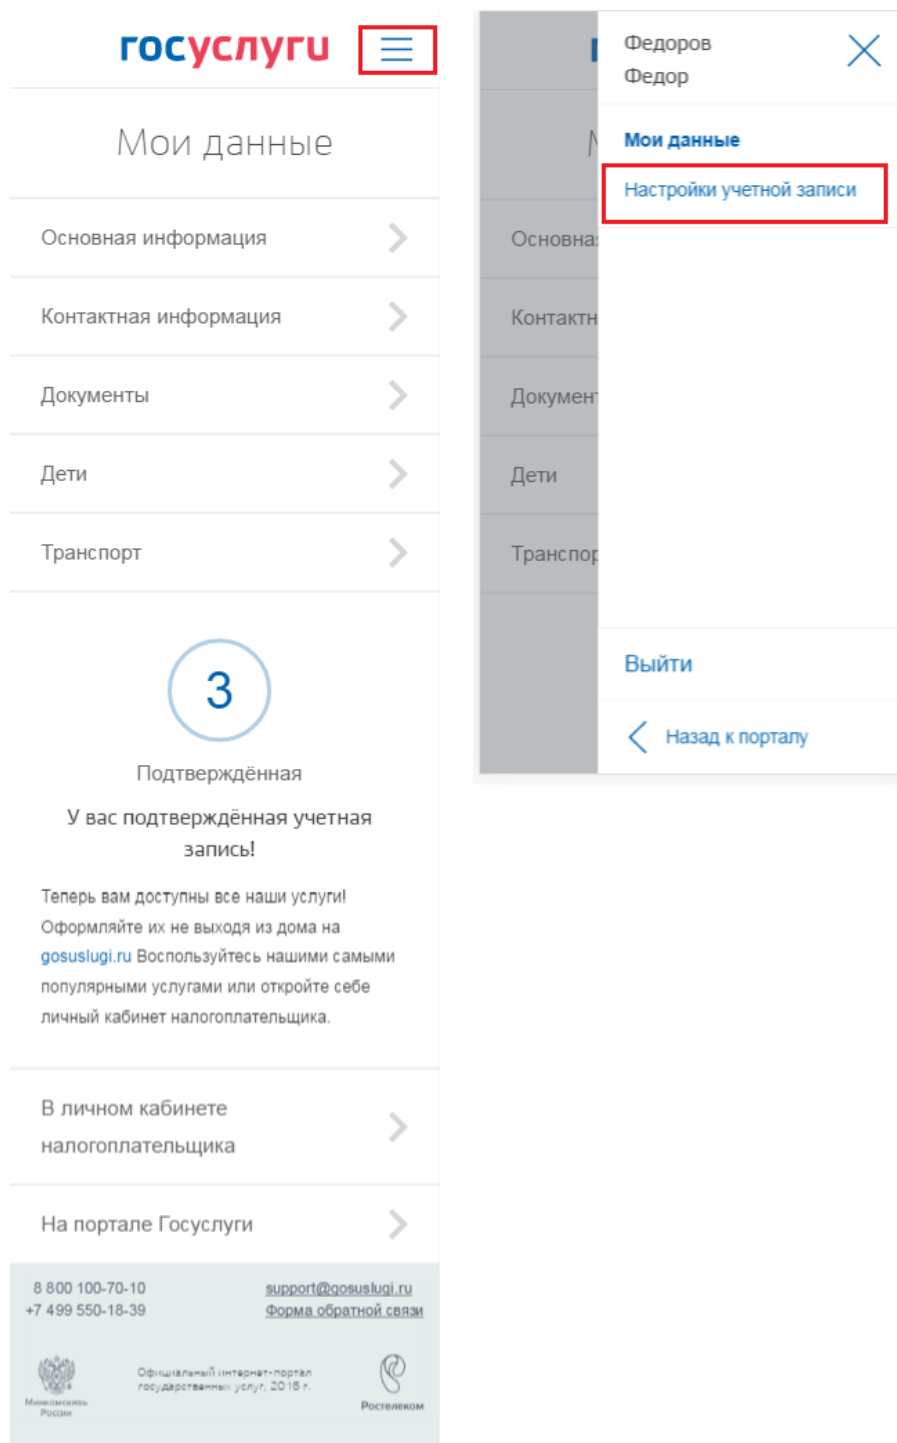 госуслуги
Мои данные
Основная информация
Контактная информация
Документы
Дети
Транспорт
3
Подтверждённая
У вас подтверждённая учетная
запись!
Теперь вам доступны все наши услуги!
Оформляйте их не выходя из дома на
gosuslugi.ru Воспользуйтесь нашими самыми
популярными услугами или откройте себе
личный кабинет налогоплательщика.
В личном кабинете
налогоплательщика
На портале Госуслуги
8 800 100-70-10
+7 499 550-18-39
support@gosuslugi.ru
Форма обратной связи
Минкомсвязь
России
Официальный интернет-портал
государственных услуг, 2016 г.
Ростелеком
Федоров
Федор
Мои данные
Настройки учетной записи
Основна
Контактн
Докумен
Дети
Транспор
Выйти
Назад к порталу